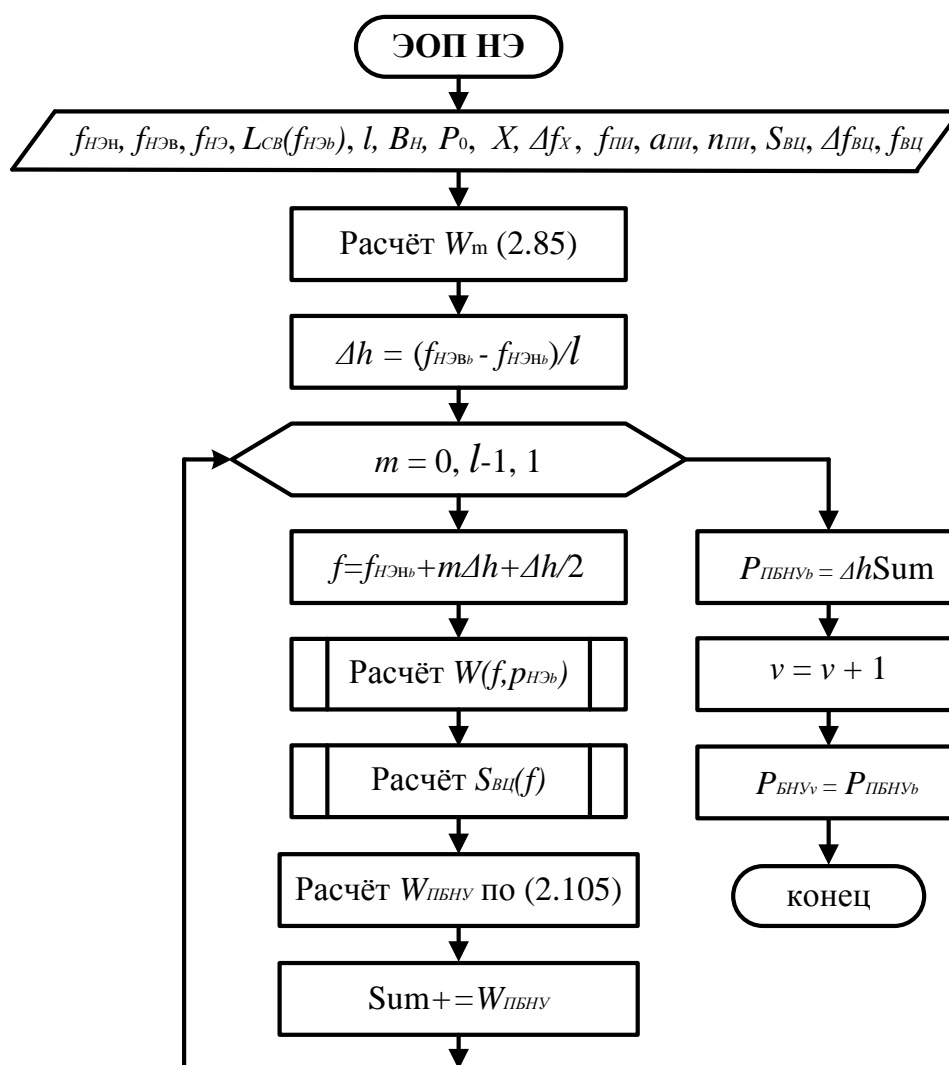 ЭОП НЭ
fНЭн, fНЭв, fНЭ, LСВ(fНЭb), l, BН, P0, X, ΔfX, fПИ, aПИ, nПИ, SВЦ, ΔfВЦ, fВЦ
Расчёт Wm (2.85)
Δh = (fНЭвb - fНЭнb)/l
m = 0, l-1, 1
f=fНЭнb+mΔh+Δh/2
Расчёт W(f,pНЭb)
Расчёт SВЦ(f)
Расчёт WПБНУ по (2.105)
Sum+=WПБНУ
PПБНУb = ΔhSum
v = v + 1
PБНУv = PПБНУb
конец